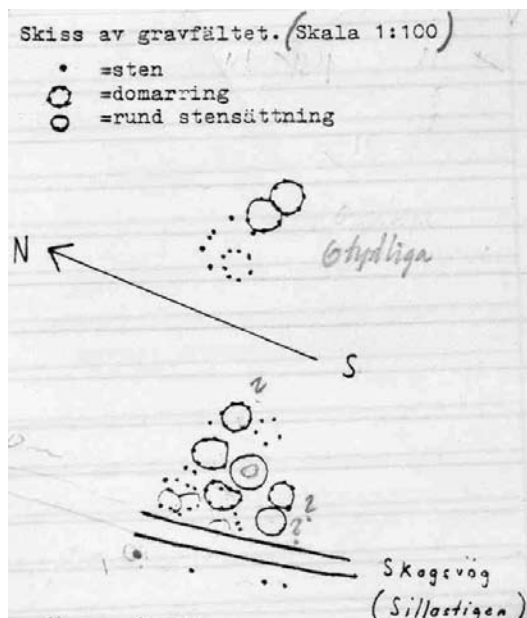 Skiss av gravfältet. (Skala 1:100)
=sten
=domarring
=rund stensättning
N
Otydliga
S
?
?
?
Skogsväg
(Sillastigen)